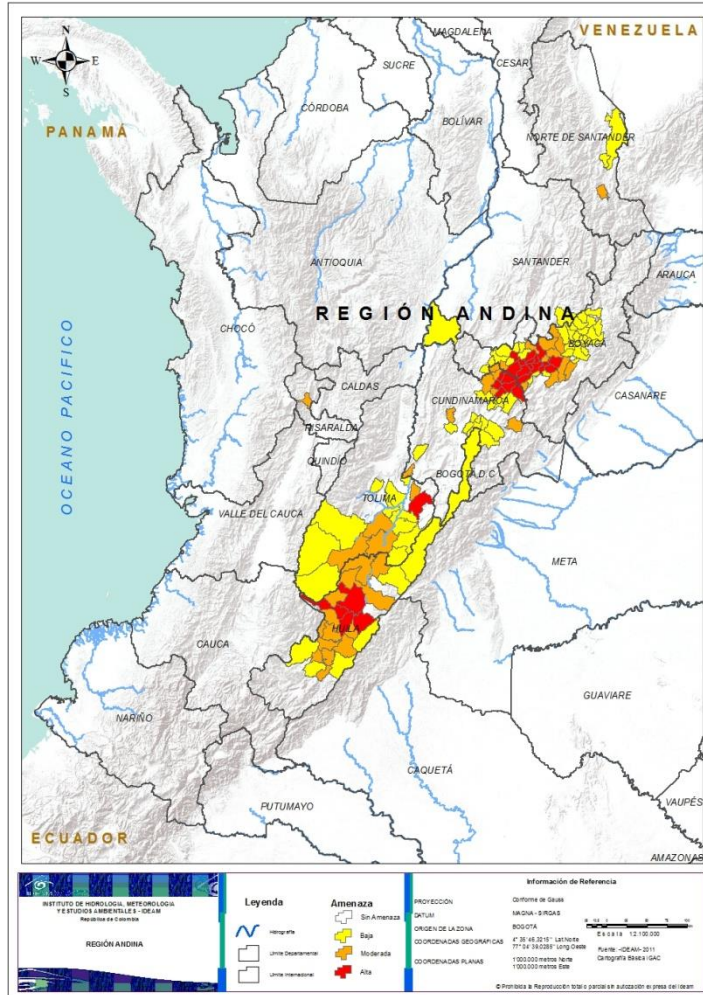 VENEZUELA
MAGDALENA
CESAR
SUCRE
N
W E
S
CÓRDOBA
BOLÍVAR
PANAMÁ
NORTE DE SANTANDER
ANTIOQUIA
SANTANDER
ARAUCA
REGIÓN ANDINA
CHOCÓ
BOYACÁ
CALDAS
CUNDINAMARCA
CASANARE
OCEANO PACIFICO
RISARALDA
QUINDÍO
BOGOTÁ D.C
TOLIMA
VALLE DEL CAUCA
META
CAUCA
HUILA
GUAVIARE
NARIÑO
CAQUETÁ
PUTUMAYO
VAUPÉS
ECUADOR
AMAZONAS
INSTITUTO DE HIDROLOGIA, METEOROLOGIA
Y ESTUDIOS AMBIENTALES - IDEAM
Republica de Colombia
REGIÓN ANDINA
Leyenda
Hidrografía
Límite Departamental
Límite Internacional
Amenaza
Sin Amenaza
Baja
Moderada
Alta
Información de Referencia
PROYECCIÓN Conforme de Gauss
DATUM MAGNA - SIRGAS
ORIGEN DE LA ZONA BOGOTÁ
COORDENADAS GEOGRÁFICAS
COORDENADAS PLANAS 1'000.000 metros Norte
1'000.000 metros Este
Fuente: -IDEAM- 2011
Cartografía Básica IGAC
© Prohibida la Reproducción total o parcial sin autorización expresa del Ideam